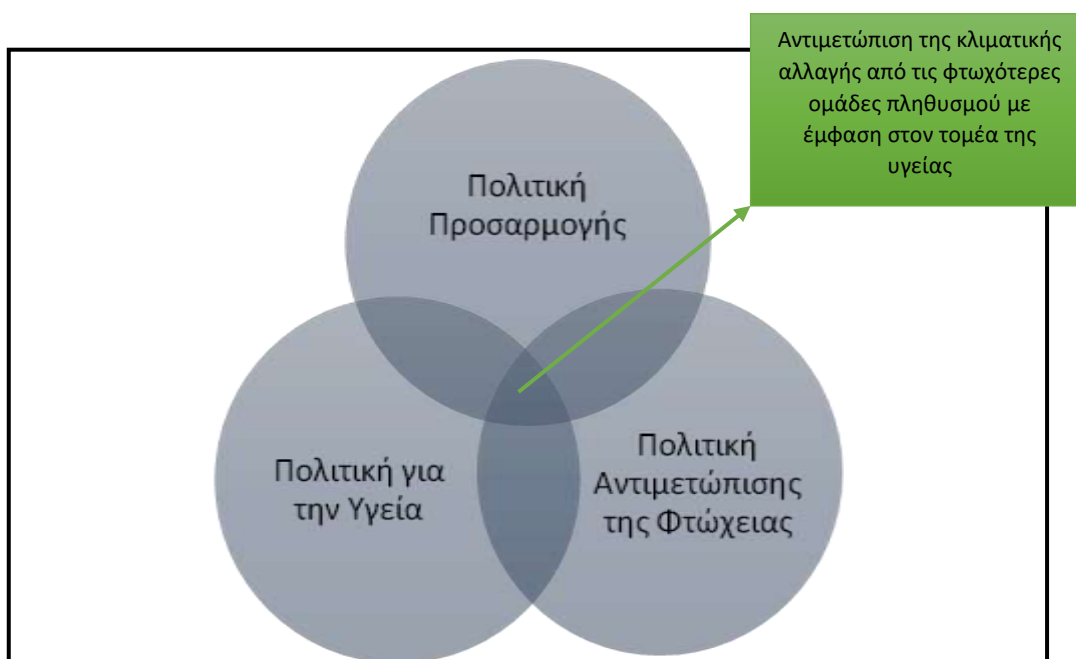 Αντιμετώπιση της κλιματικής
αλλαγής από τις φτωχότερες
ομάδες πληθυσμού με
έμφαση στον τομέα της
υγείας
Πολιτική
Προσαρμογής
Πολιτική για
την Υγεία
Πολιτική
Αντιμετώπισης
της Φτώχειας